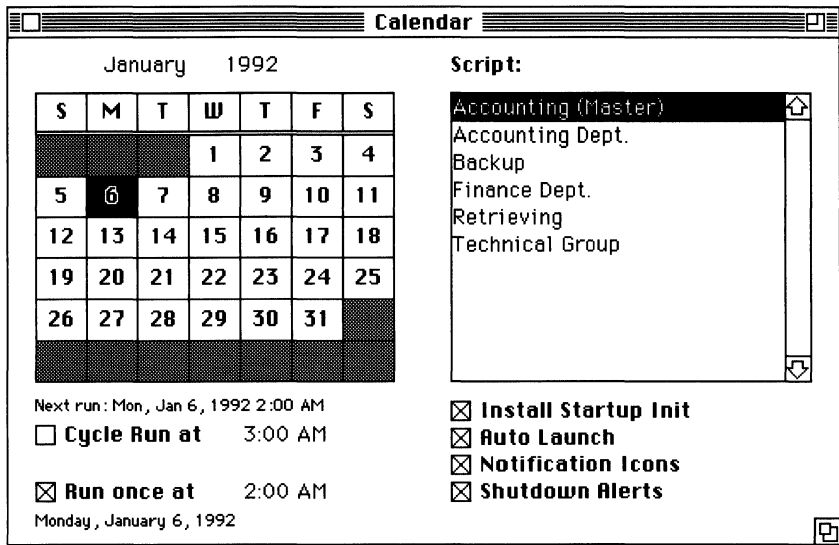 Calendar
January 1992
S M T W T F S
1 2 3 4
5 6 7 8 9 10 11
12 13 14 15 16 17 18
19 20 21 22 23 24 25
26 27 28 29 30 31
Next run: Mon, Jan 6, 1992 2:00 AM
Cycle Run at 3:00 AM
Run once at 2:00 AM
Monday, January 6, 1992
Script:
Accounting (Master)
Accounting Dept.
Backup
Finance Dept.
Retrieving
Technical Group
Install Startup Init
Auto Launch
Notification Icons
Shutdown Alerts